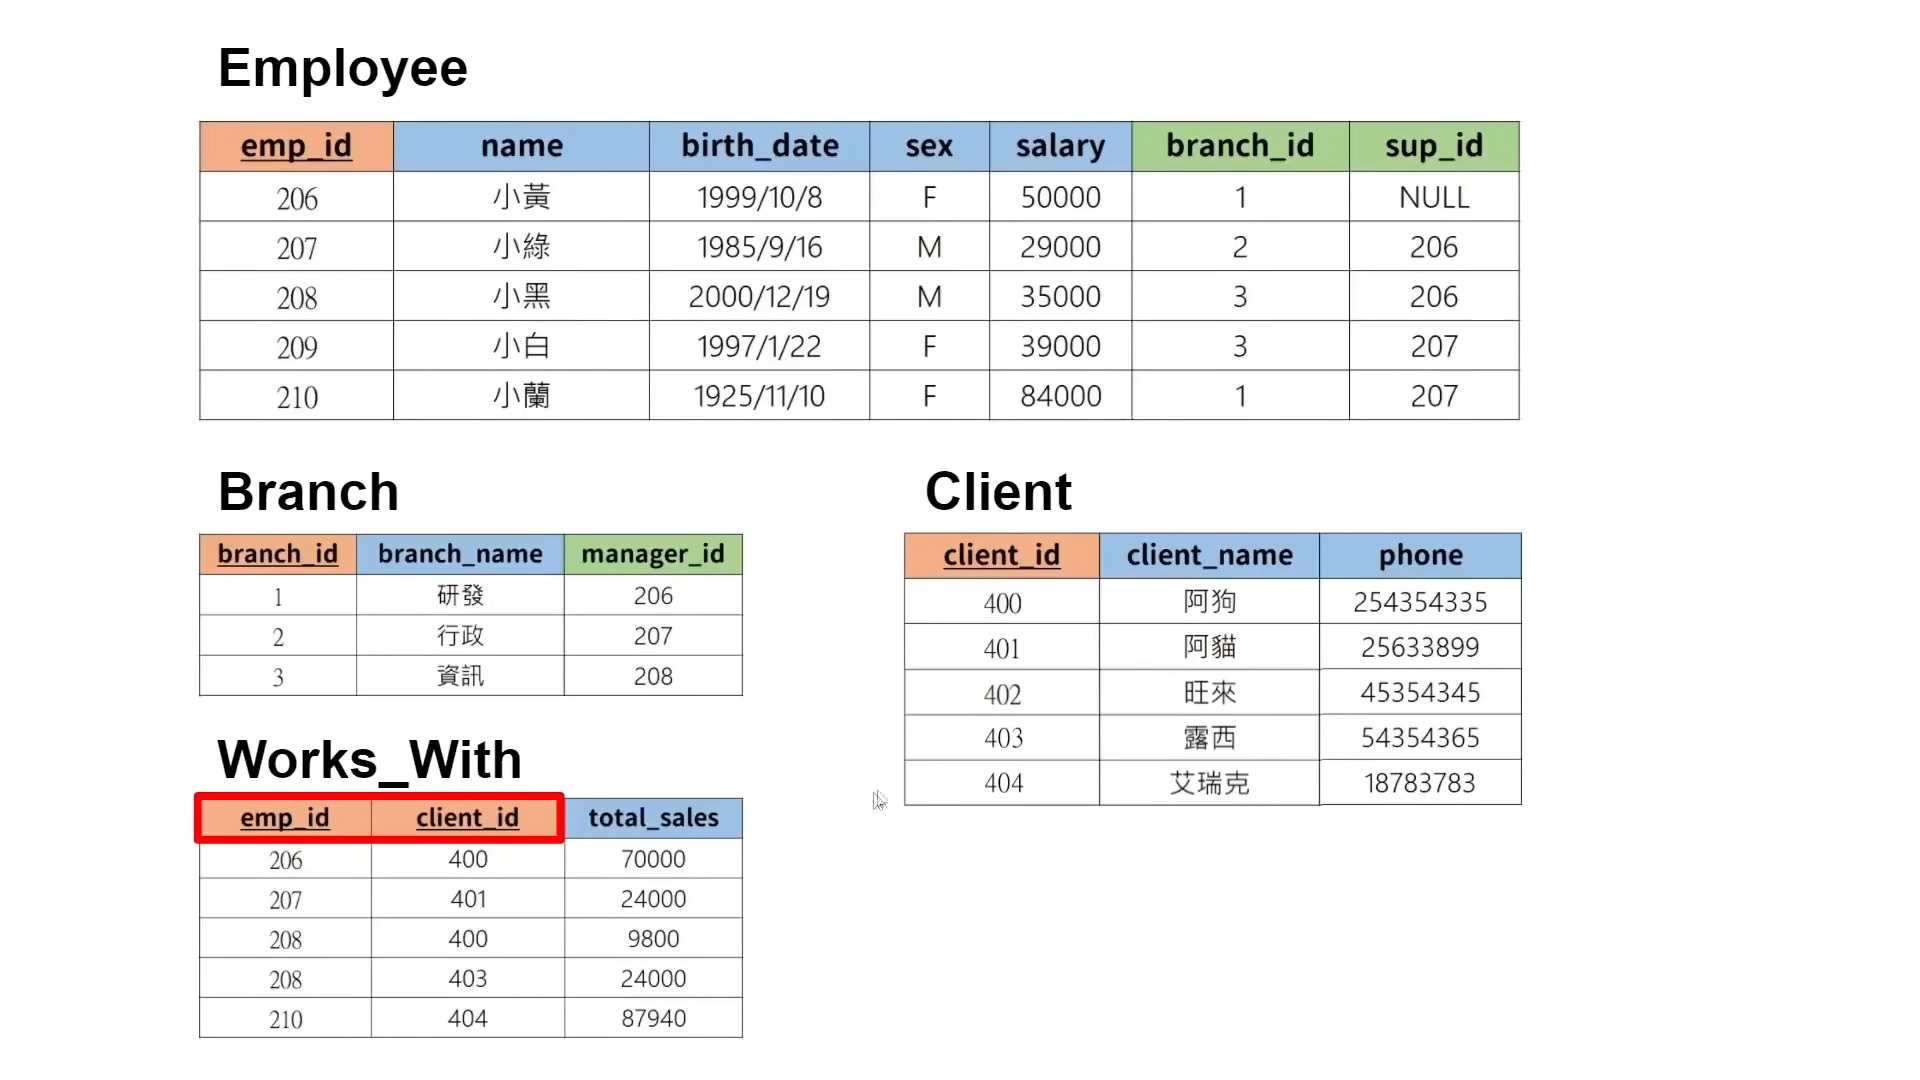 Employee
emp_id name birth_date sex salary branch_id sup_id
206 小黃 1999/10/8 F 50000 1 NULL
207 小綠 1985/9/16 M 29000 2 206
208 小黑 2000/12/19 M 35000 3 206
209 小白 1997/1/22 F 39000 3 207
210 小蘭 1925/11/10 F 84000 1 207
Branch
branch_id branch_name manager_id
1 研發 206
2 行政 207
3 資訊 208
Client
client_id client_name phone
400 阿狗 254354335
401 阿貓 25633899
402 旺來 45354345
403 露西 54354365
404 艾瑞克 18783783
Works_With
emp_id client_id total_sales
206 400 70000
207 401 24000
208 400 9800
208 403 24000
210 404 87940